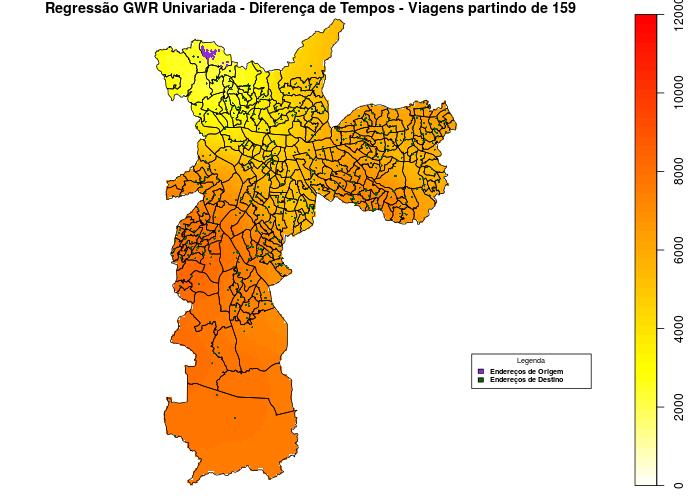 Regressão GWR Univariada - Diferença de Tempos - Viagens partindo de 159
12000
10000
8000
6000
4000
2000
0
Legenda
Endereços de Origem
Endereços de Destino